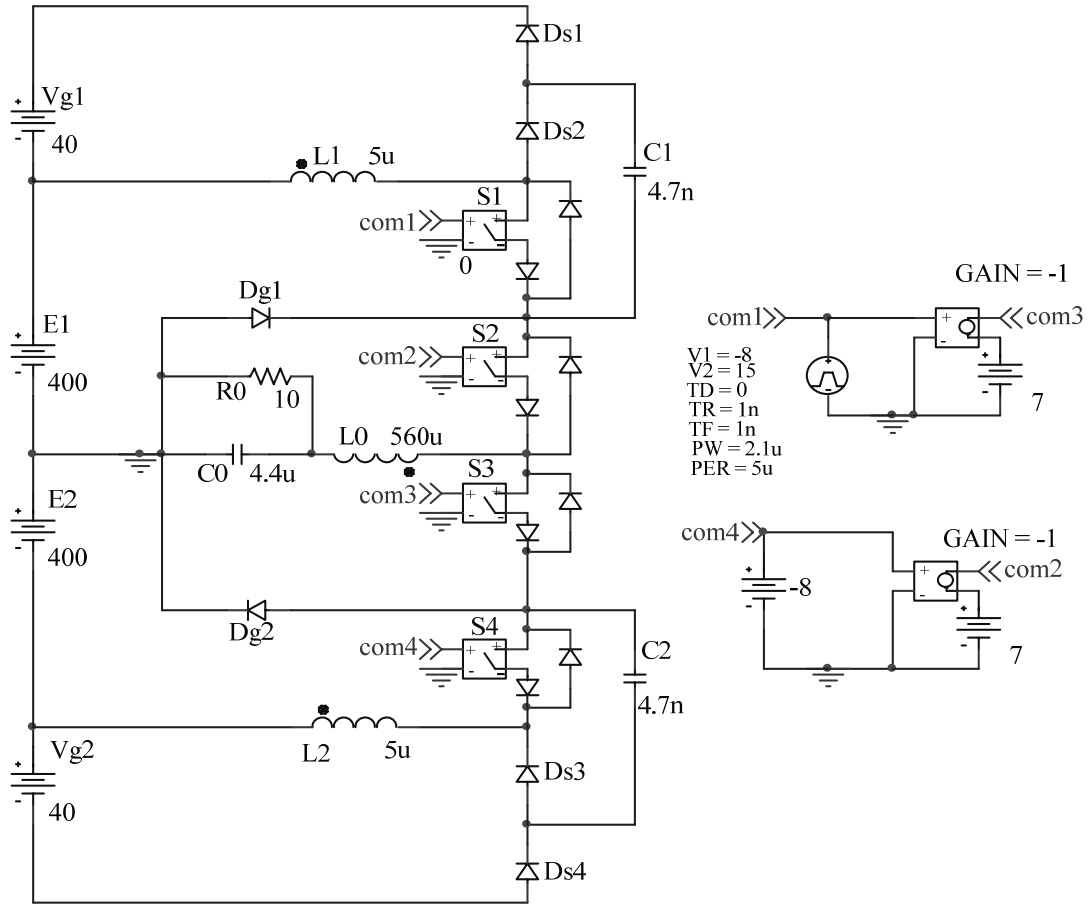 Ds1
Vg1
40
Ds2
L1 5u
C1
4.7n
S1
com1
0
Dg1
E1
400
S2
com2
R0 10
L0 560u
C0 4.4u
S3
com3
E2
400
Dg2
S4
com4
C2
4.7n
L2 5u
Vg2
40
Ds3
Ds4
GAIN = -1
com1
com3
V1 = -8
V2 = 15
TD = 0
TR = 1n
TF = 1n
PW = 2.1u
PER = 5u
7
com4
GAIN = -1
com2
-8
7